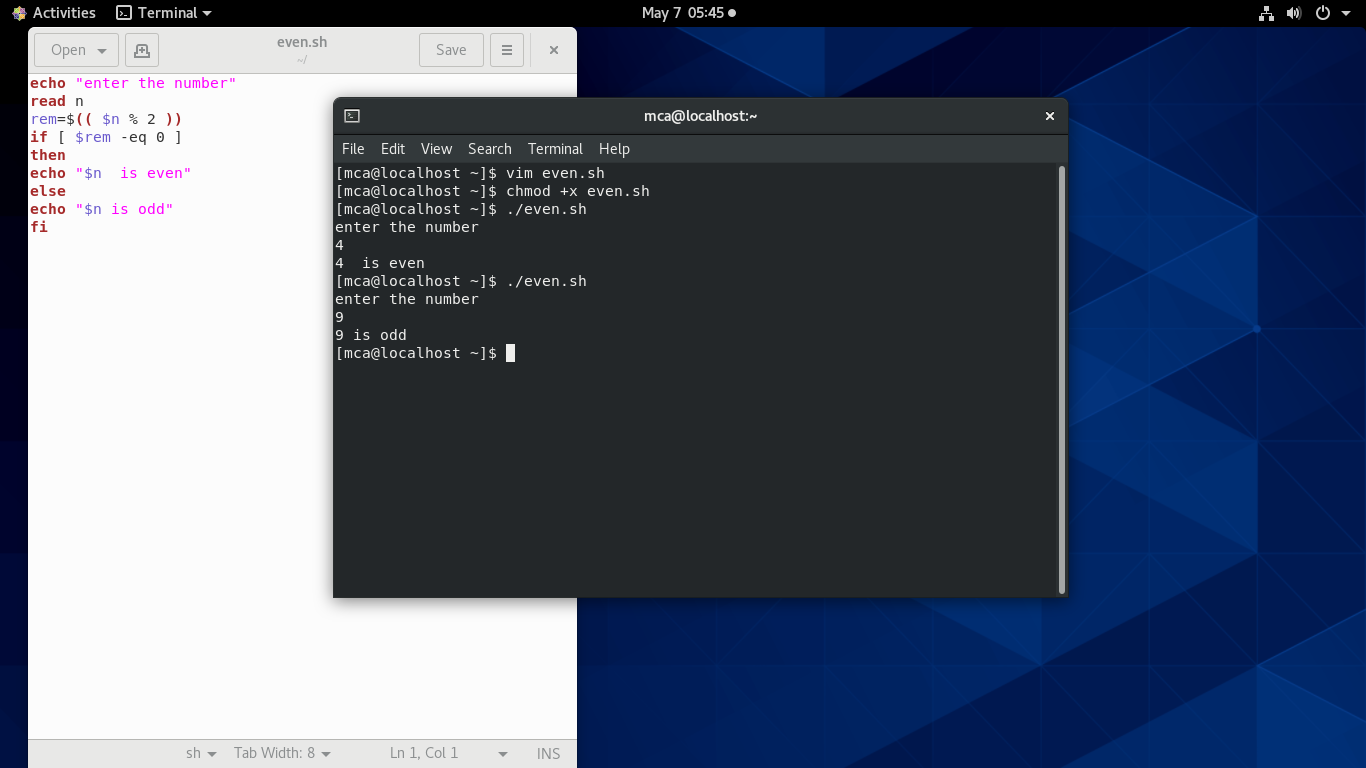 Activities Terminal May 7 05:45
Open even.sh Save
~/
echo "enter the number"
read n
rem=$(( $n % 2 ))
if [ $rem -eq 0 ]
then
echo "$n  is even"
else
echo "$n is odd"
fi
sh Tab Width: 8 Ln 1, Col 1 INS
mca@localhost:~
File Edit View Search Terminal Help
[mca@localhost ~]$ vim even.sh
[mca@localhost ~]$ chmod +x even.sh
[mca@localhost ~]$ ./even.sh
enter the number
4
4  is even
[mca@localhost ~]$ ./even.sh
enter the number
9
9 is odd
[mca@localhost ~]$